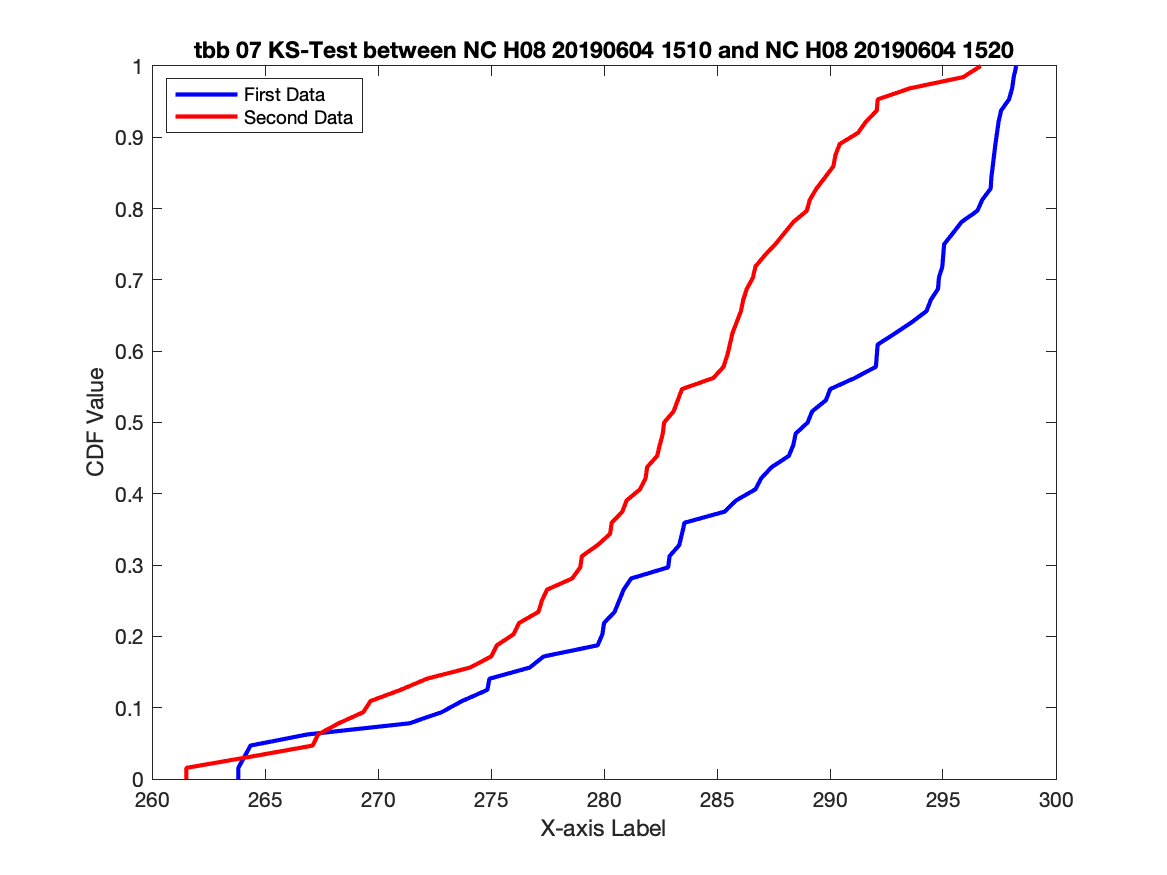 tbb 07 KS-Test between NC H08 20190604 1510 and NC H08 20190604 1520
First Data
Second Data
1
0.9
0.8
0.7
0.6
0.5
0.4
0.3
0.2
0.1
0
CDF Value
260 265 270 275 280 285 290 295 300
X-axis Label